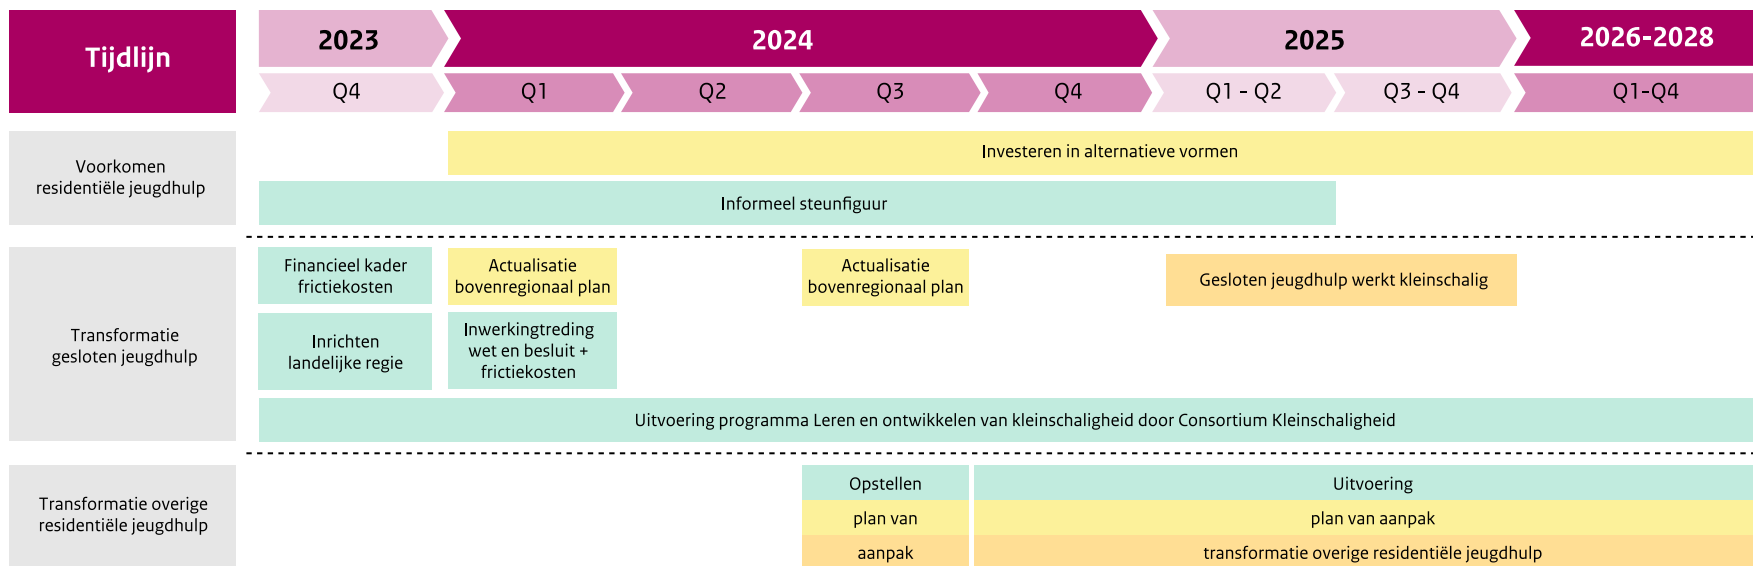 Tijdlijn
2023
2024
2025
2026-2028
Q4
Q1
Q2
Q3
Q4
Q1 - Q2
Q3 - Q4
Q1-Q4
Voorkomen
residentiële jeugdhulp
Investeren in alternatieve vormen
Informeel steunfiguur
Transformatie
gesloten jeugdhulp
Financieel kader
frictiekosten
Actualisatie
bovenregionaal plan
Actualisatie
bovenregionaal plan
Gesloten jeugdhulp werkt kleinschalig
Inrichten
landelijke regie
Inwerkingtreding
wet en besluit +
frictiekosten
Uitvoering programma Leren en ontwikkelen van kleinschaligheid door Consortium Kleinschaligheid
Transformatie overige
residentiële jeugdhulp
Opstellen
plan van
aanpak
Uitvoering
plan van aanpak
transformatie overige residentiële jeugdhulp